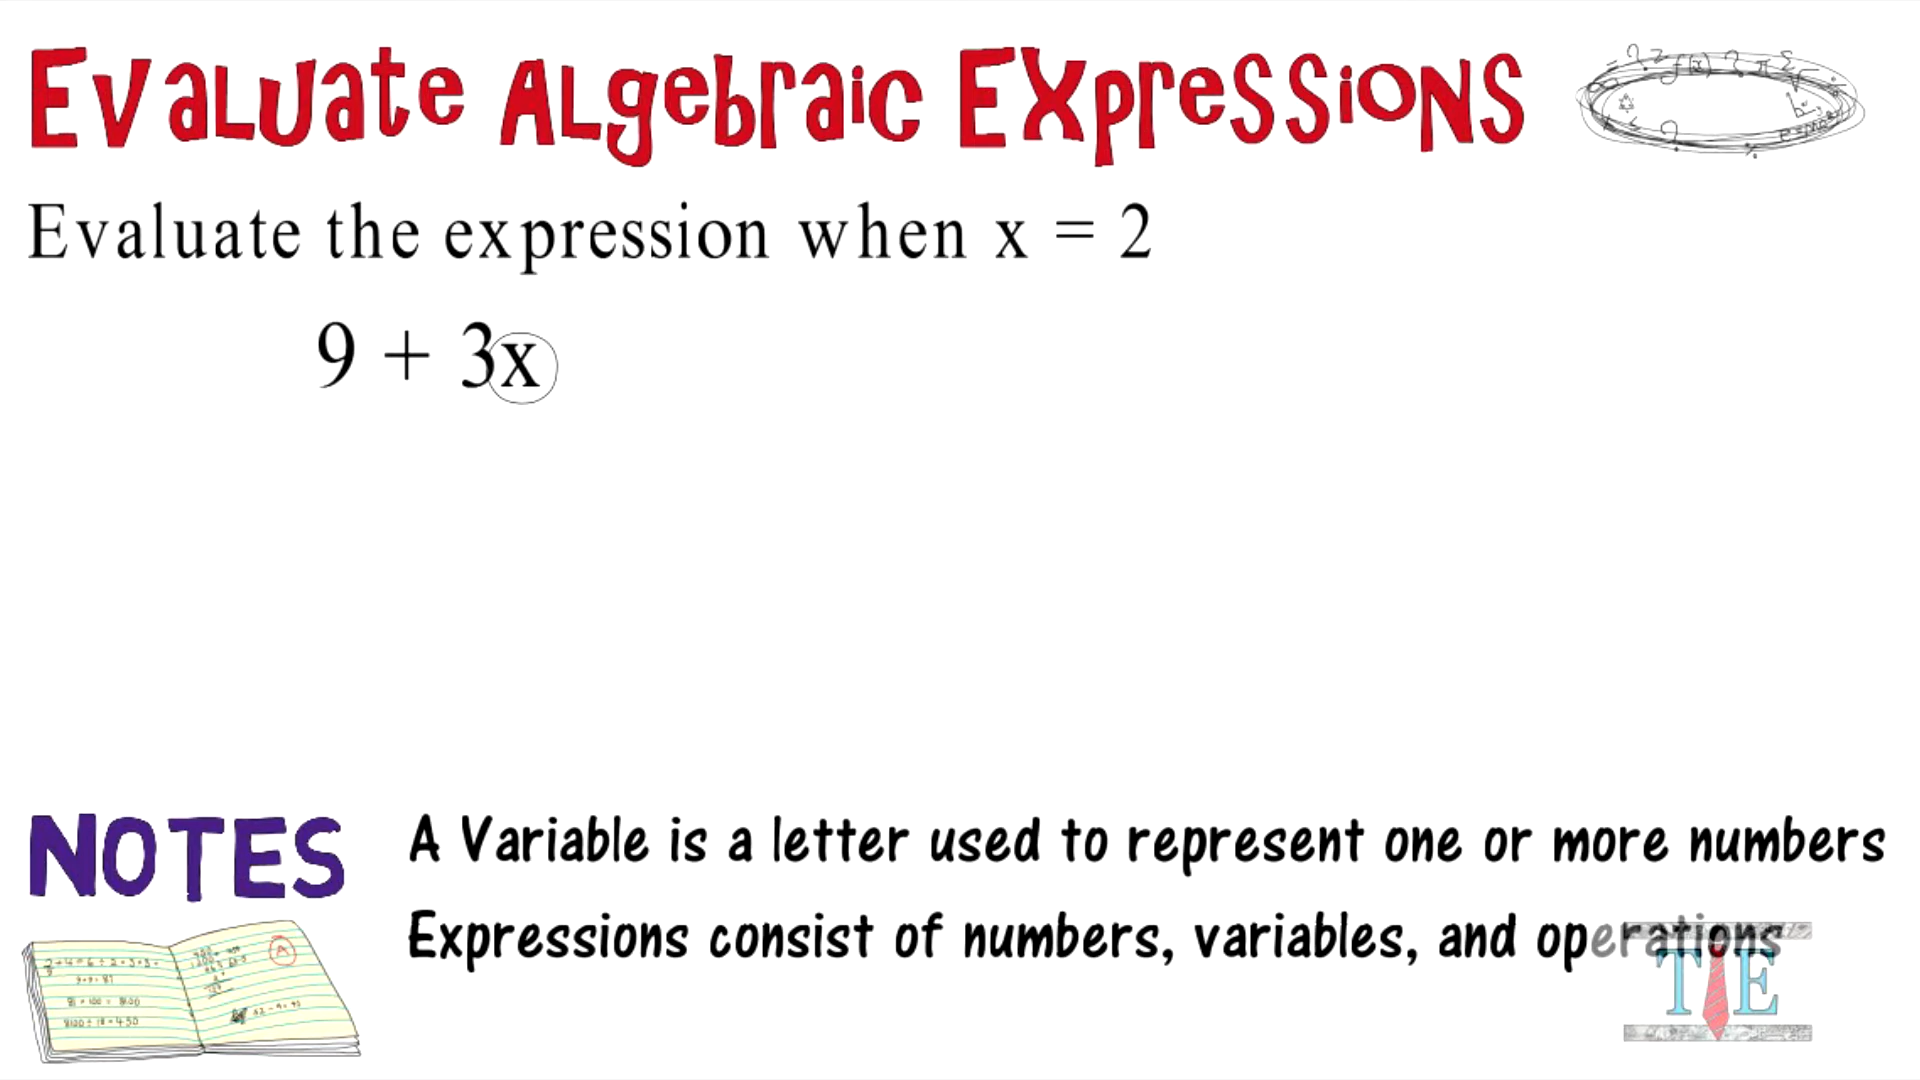 Evaluate Algebraic Expressions
Evaluate the expression when x = 2
9 + 3x
NOTES
A Variable is a letter used to represent one or more numbers
Expressions consist of numbers, variables, and operations
A
TIE